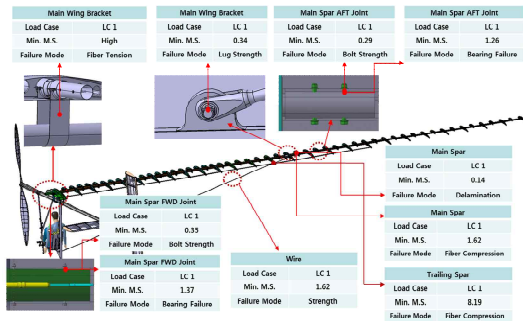 Main Wing Bracket
Load Case LC 1
Min. M.S. High
Failure Mode Fiber Tension
Main Wing Bracket
Load Case LC 1
Min. M.S. 0.34
Failure Mode Lug Strength
Main Spar AFT Joint
Load Case LC 1
Min. M.S. 0.29
Failure Mode Bolt Strength
Main Spar AFT Joint
Load Case LC 1
Min. M.S. 1.26
Failure Mode Bearing Failure
Main Spar
Load Case LC 1
Min. M.S. 0.14
Failure Mode Delamination
Main Spar FWD Joint
Load Case LC 1
Min. M.S. 0.35
Failure Mode Bolt Strength
Main Spar
Load Case LC 1
Min. M.S. 1.62
Failure Mode Fiber Compression
Main Spar FWD Joint
Load Case LC 1
Min. M.S. 1.37
Failure Mode Bearing Failure
Wire
Load Case LC 1
Min. M.S. 1.62
Failure Mode Strength
Trailing Spar
Load Case LC 1
Min. M.S. 8.19
Failure Mode Fiber Compression